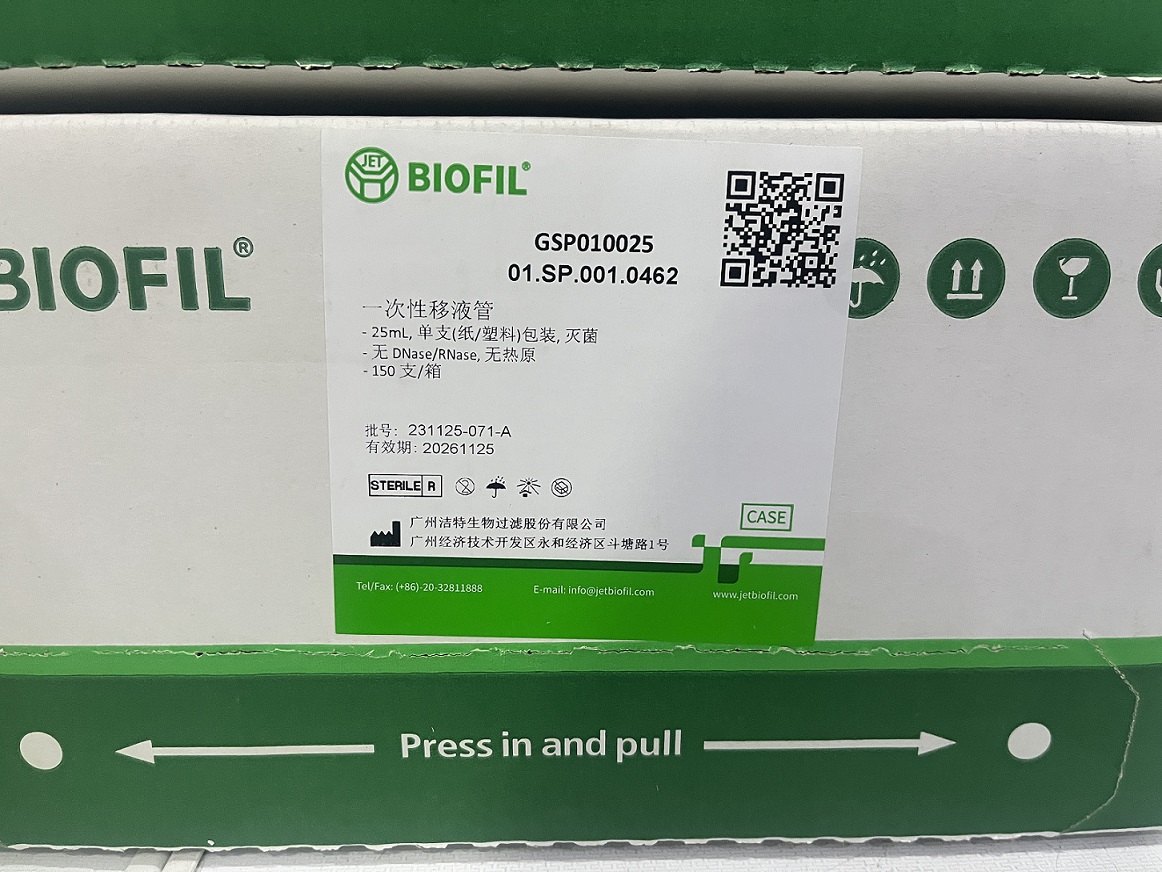 JET BIOFIL®
GSP010025
01.SP.001.0462
BIOFIL®
一次性移液管
- 25mL, 单支(纸/塑料)包装, 灭菌
- 无 DNase/RNase, 无热原
- 150 支/箱
批号: 231125-071-A
有效期: 20261125
STERILE R
广州洁特生物过滤股份有限公司
广州经济技术开发区永和经济区斗塘路1号
CASE
Tel/Fax: (+86)-20-32811888 E-mail: info@jetbiofil.com www.jetbiofil.com
Press in and pull